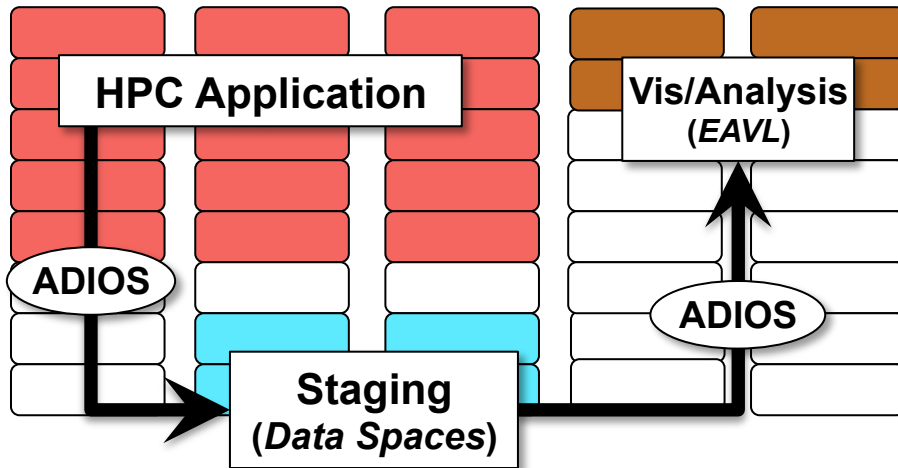 HPC Application
Vis/Analysis
(EAVL)
ADIOS
ADIOS
Staging
(Data Spaces)